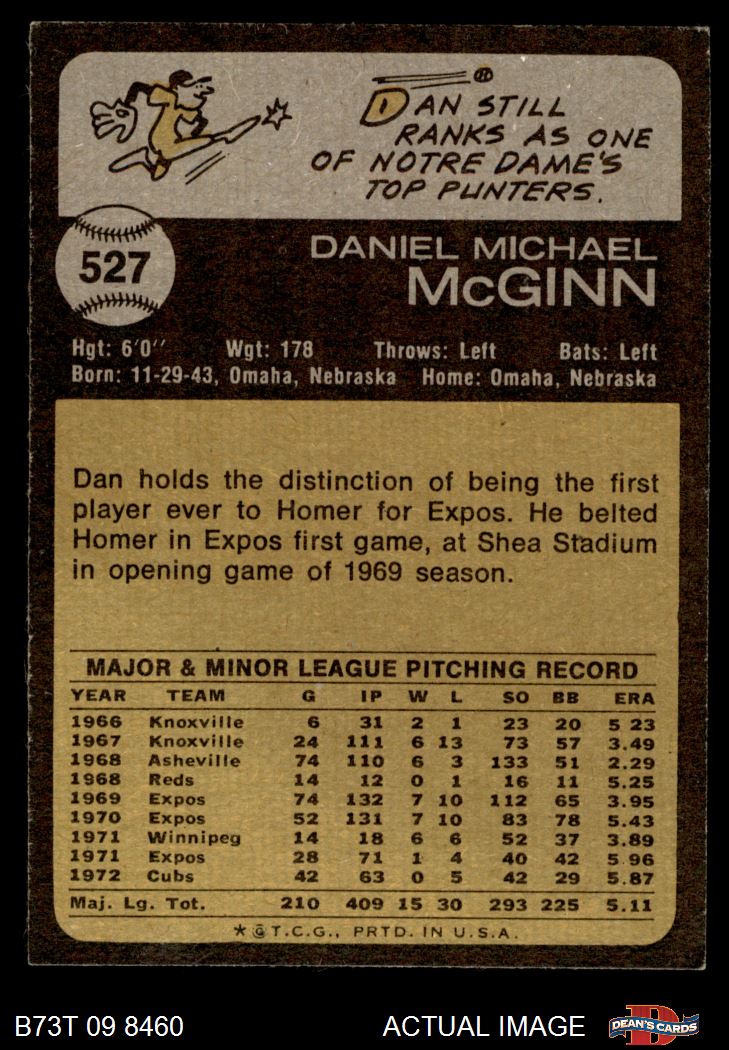 DAN STILL
RANKS AS ONE
OF NOTRE DAME'S
TOP PUNTERS.
527
DANIEL MICHAEL
McGINN
Hgt: 6'0'' Wgt: 178 Throws: Left Bats: Left
Born: 11-29-43, Omaha, Nebraska Home: Omaha, Nebraska
Dan holds the distinction of being the first
player ever to Homer for Expos. He belted
Homer in Expos first game, at Shea Stadium
in opening game of 1969 season.
MAJOR & MINOR LEAGUE PITCHING RECORD
YEAR TEAM G IP W L SO BB ERA
1966 Knoxville 6 31 2 1 23 20 5.23
1967 Knoxville 24 111 6 13 73 57 3.49
1968 Asheville 74 110 6 3 133 51 2.29
1968 Reds 14 12 0 1 16 11 5.25
1969 Expos 74 132 7 10 112 65 3.95
1970 Expos 52 131 7 10 83 78 5.43
1971 Winnipeg 14 18 6 6 52 37 3.89
1971 Expos 28 71 1 4 40 42 5.96
1972 Cubs 42 63 0 5 42 29 5.87
Maj. Lg. Tot. 210 409 15 30 293 225 5.11
*©T.C.G., PRTD. IN U.S.A.
B73T 09 8460 ACTUAL IMAGE D DEAN'S CARDS